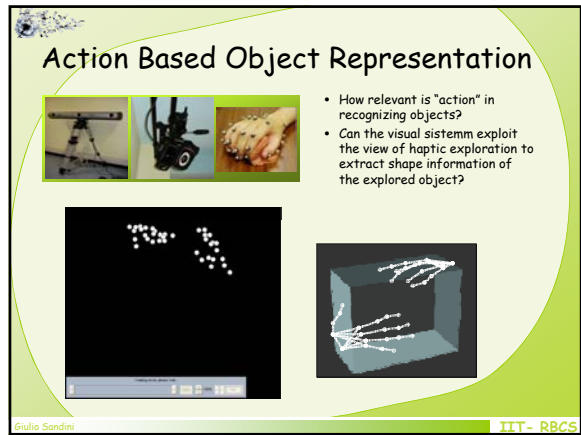 Action Based Object Representation
• How relevant is “action” in
recognizing objects?
• Can the visual sistemm exploit
the view of haptic exploration to
extract shape information of
the explored object?
Giulio Sandini
IIT- RBCS